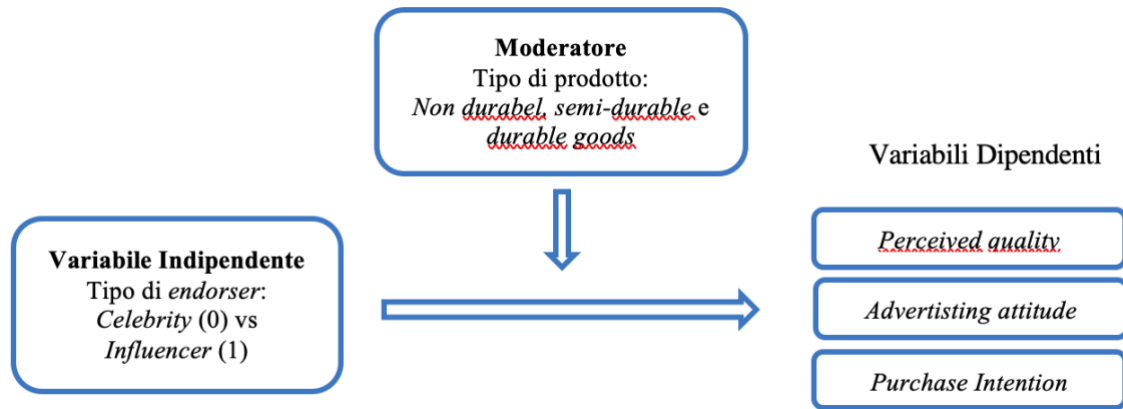 Moderatore
Tipo di prodotto:
Non durabel, semi-durable e
durable goods
Variabili Dipendenti
Variabile Indipendente
Tipo di endorser:
Celebrity (0) vs
Influencer (1)
Perceived quality
Advertisting attitude
Purchase Intention